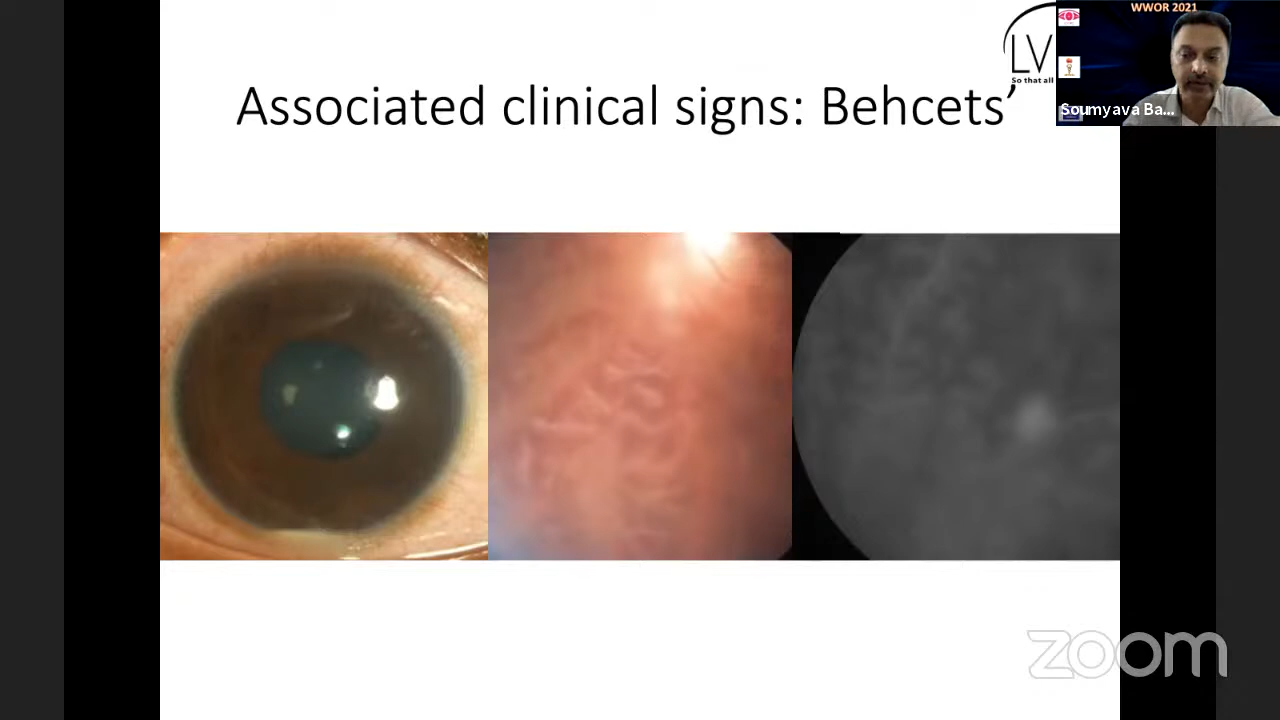 WWOR 2021
LV
So that all
Associated clinical signs: Behcets’
Soumyava Ba...
zoom